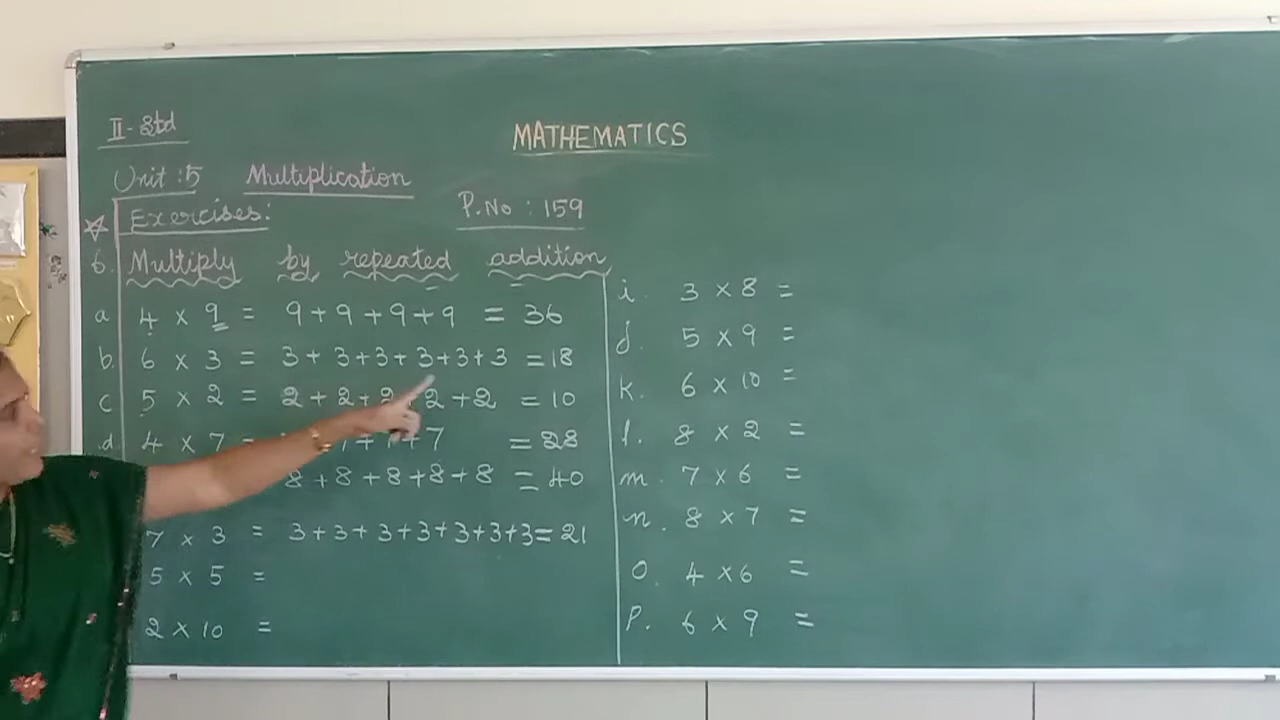 II - Std
MATHEMATICS
Unit : 5 Multiplication
Exercises:
P. No : 159
6. Multiply by repeated addition
a 4 × 9 = 9 + 9 + 9 + 9 = 36
b. 6 × 3 = 3 + 3 + 3 + 3 + 3 + 3 = 18
c 5 × 2 = 2 + 2 + 2 + 2 + 2 = 10
d 4 × 7 = + 7 + 7 = 28
8 + 8 + 8 + 8 + 8 = 40
7 × 3 = 3 + 3 + 3 + 3 + 3 + 3 + 3 = 21
5 × 5 =
2 × 10 =
i. 3 × 8 =
j. 5 × 9 =
k. 6 × 10 =
l. 8 × 2 =
m. 7 × 6 =
n. 8 × 7 =
o. 4 × 6 =
p. 6 × 9 =